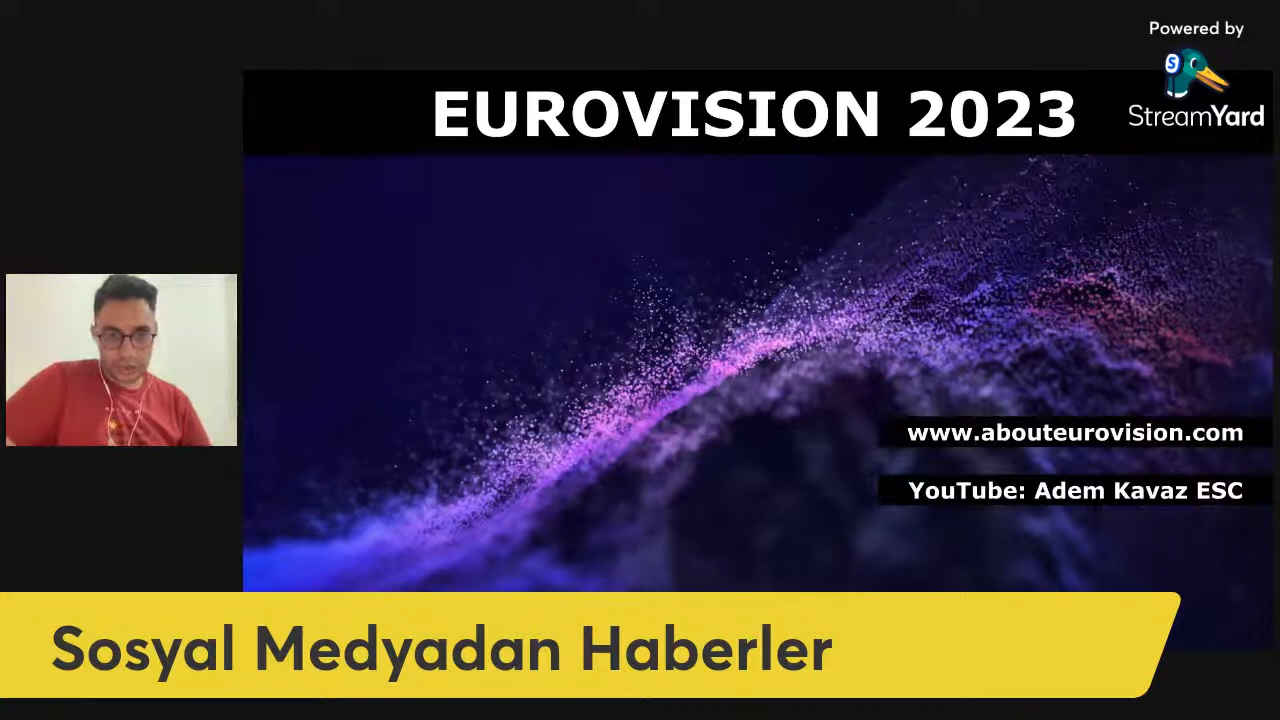 Powered by
S
StreamYard
EUROVISION 2023
www.abouteurovision.com
YouTube: Adem Kavaz ESC
Sosyal Medyadan Haberler